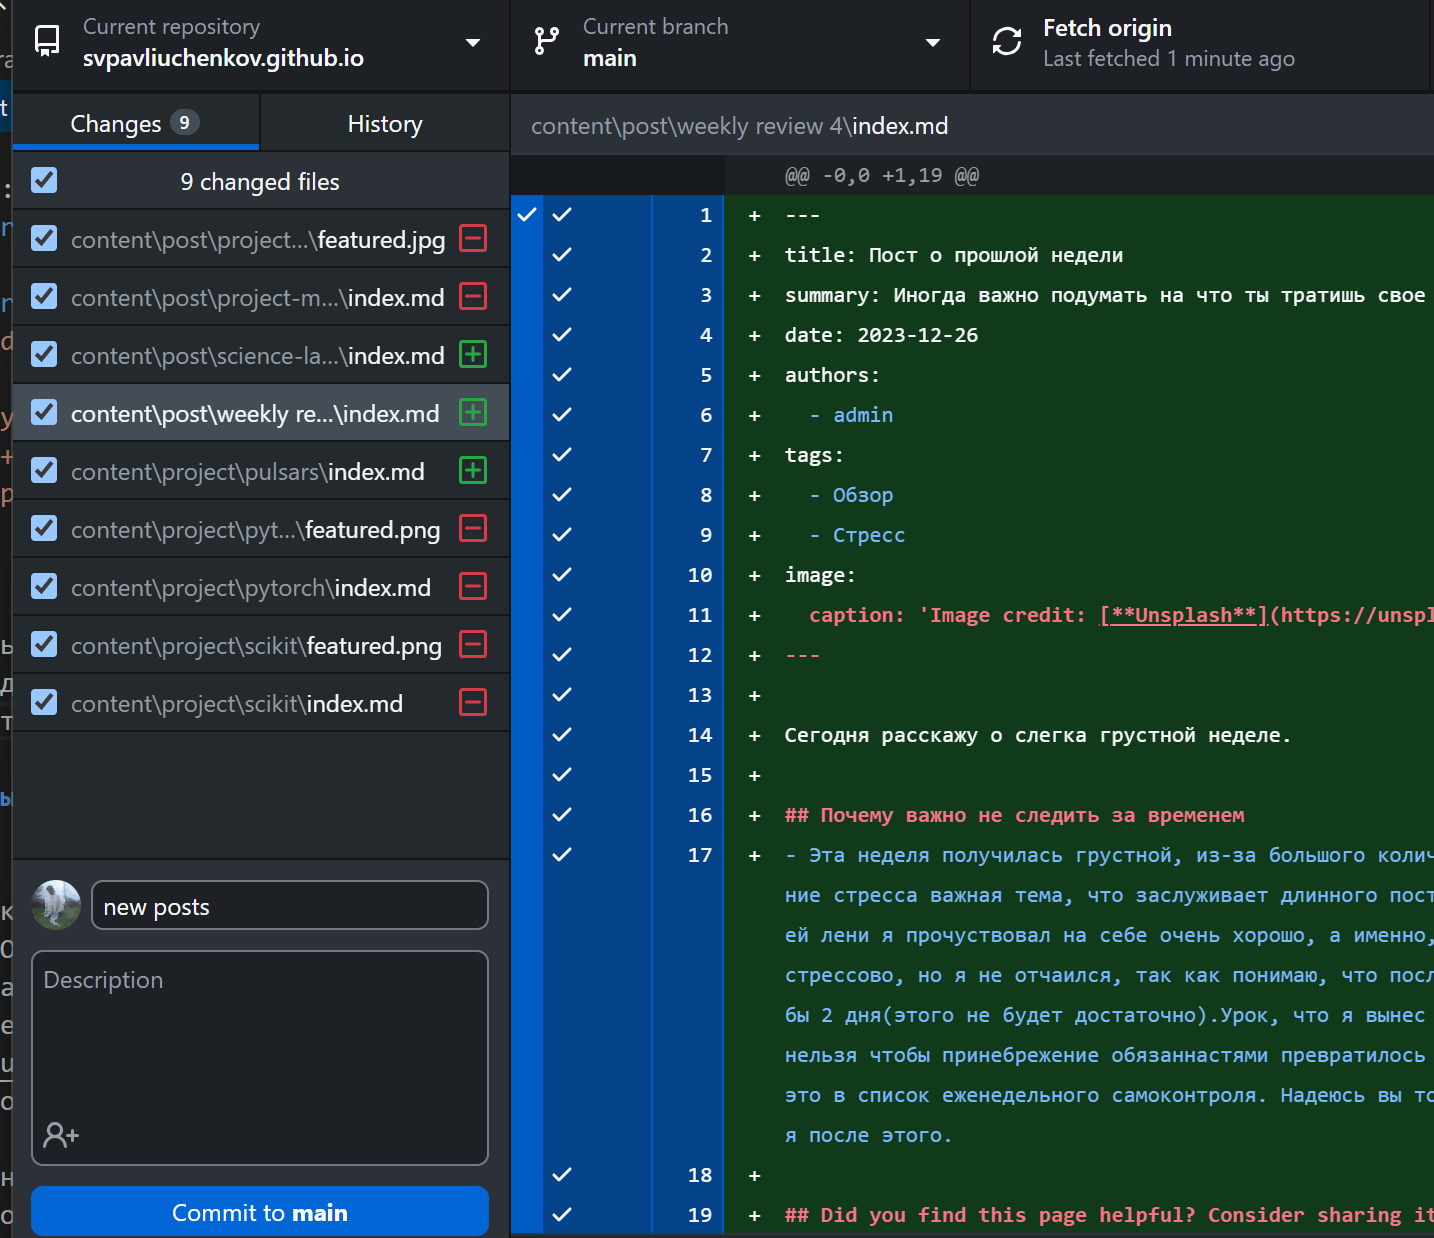 Current repository
svpavliuchenkov.github.io
Current branch
main
Fetch origin
Last fetched 1 minute ago
Changes 9
History
content\post\weekly review 4\index.md
9 changed files
content\post\project...\featured.jpg
content\post\project-m...\index.md
content\post\science-la...\index.md
content\post\weekly re...\index.md
content\project\pulsars\index.md
content\project\pyt...\featured.png
content\project\pytorch\index.md
content\project\scikit\featured.png
content\project\scikit\index.md
new posts
Description
Commit to main
@@ -0,0 +1,19 @@
1 + ---
2 + title: Пост о прошлой недели
3 + summary: Иногда важно подумать на что ты тратишь свое
4 + date: 2023-12-26
5 + authors:
6 + - admin
7 + tags:
8 + - Обзор
9 + - Стресс
10 + image:
11 + caption: 'Image credit: [**Unsplash**](https://unspl
12 + ---
13 +
14 + Сегодня расскажу о слегка грустной неделе.
15 +
16 + ## Почему важно не следить за временем
17 + - Эта неделя получилась грустной, из-за большого колич
ние стресса важная тема, что заслуживает длинного пост
ей лени я прочуствовал на себе очень хорошо, а именно,
стрессово, но я не отчаился, так как понимаю, что посл
бы 2 дня(этого не будет достаточно).Урок, что я вынес
нельзя чтобы принебрежение обязаннастями превратилось
это в список еженедельного самоконтроля. Надеюсь вы то
я после этого.
18 +
19 + ## Did you find this page helpful? Consider sharing it